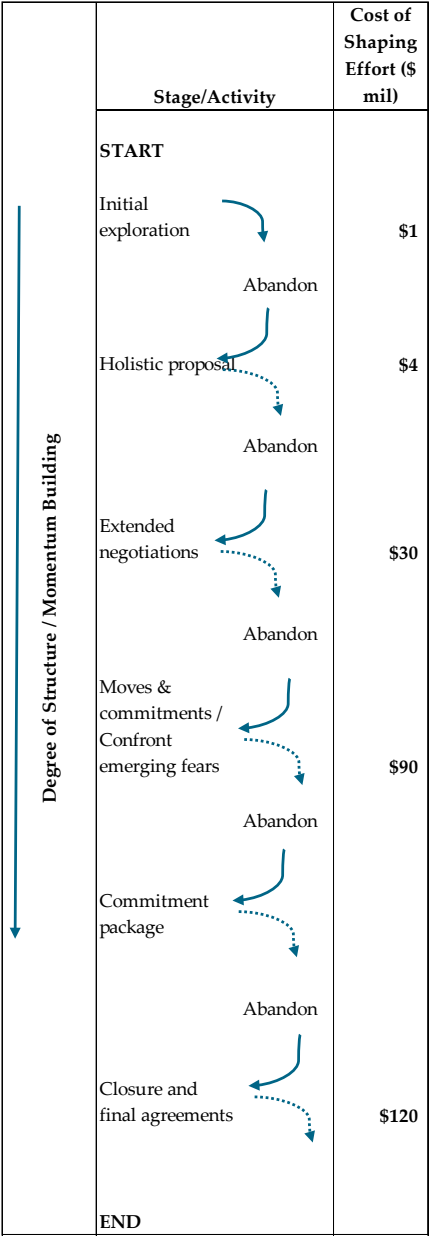 Cost of
Shaping
Effort ($
Stage/Activity mil)
START
Initial
exploration $1
Abandon
Holistic proposal $4
Abandon
Degree of Structure / Momentum Building
Extended
negotiations $30
Abandon
Moves &
commitments /
Confront
emerging fears $90
Abandon
Commitment
package
Abandon
Closure and
final agreements $120
END